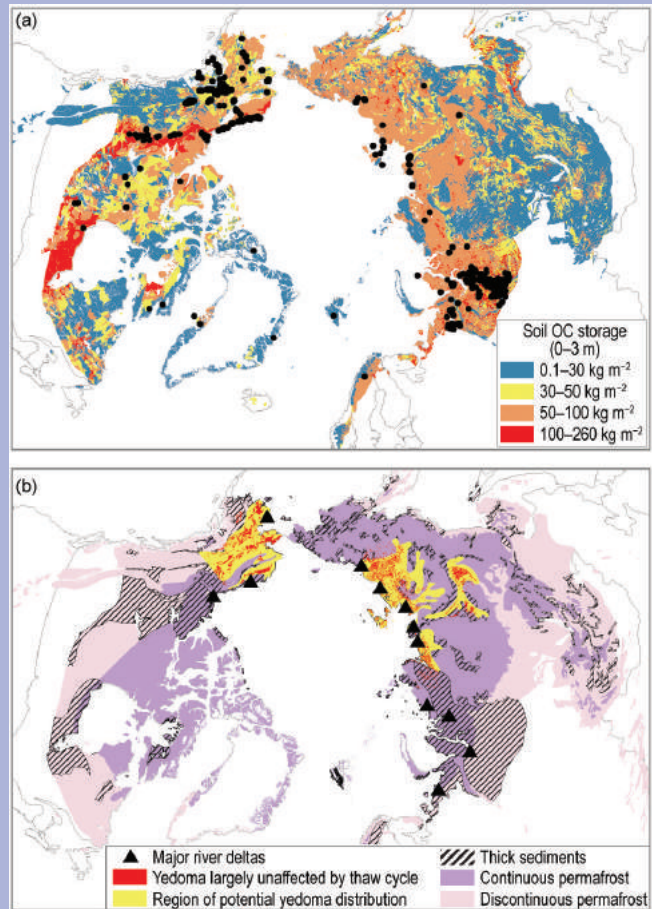 (a)
Soil OC storage
(0–3 m)
0.1–30 kg m⁻²
30–50 kg m⁻²
50–100 kg m⁻²
100–260 kg m⁻²
(b)
Major river deltas
Yedoma largely unaffected by thaw cycle
Region of potential yedoma distribution
Thick sediments
Continuous permafrost
Discontinuous permafrost